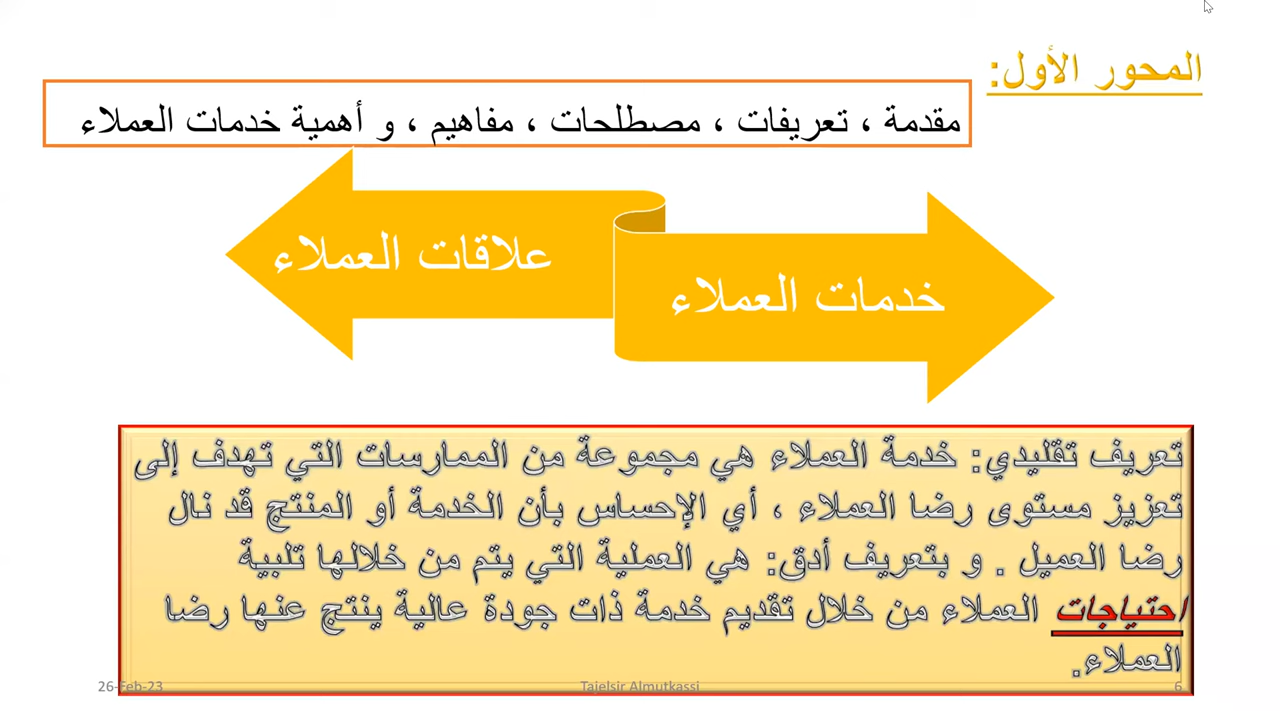 المحور الأول:
مقدمة ، تعريفات ، مصطلحات ، مفاهيم ، و أهمية خدمات العملاء
علاقات العملاء
خدمات العملاء
تعريف تقليدي: خدمة العملاء هي مجموعة من الممارسات التي تهدف إلى
تعزيز مستوى رضا العملاء ، أي الإحساس بأن الخدمة أو المنتج قد نال
رضا العميل . و بتعريف أدق: هي العملية التي يتم من خلالها تلبية
احتياجات العملاء من خلال تقديم خدمة ذات جودة عالية ينتج عنها رضا
العملاء.
26-Feb-23
Tajelsir Almutkassi
6